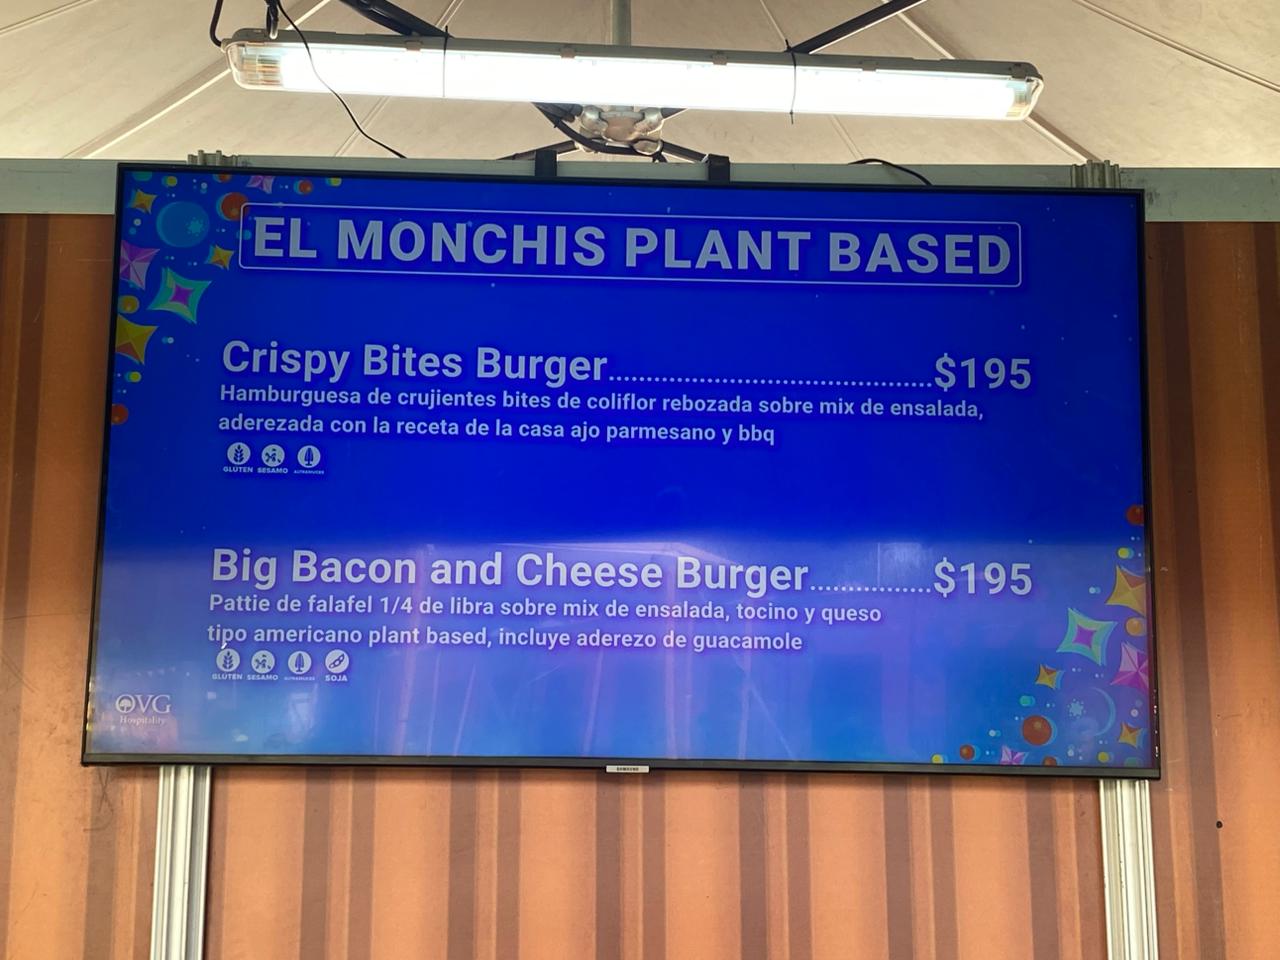 EL MONCHIS PLANT BASED
Crispy Bites Burger...........................................$195
Hamburguesa de crujientes bites de coliflor rebozada sobre mix de ensalada,
aderezada con la receta de la casa ajo parmesano y bbq
GLUTEN SESAMO ALTRAMUCES
Big Bacon and Cheese Burger................$195
Pattie de falafel 1/4 de libra sobre mix de ensalada, tocino y queso
tipo americano plant based, incluye aderezo de guacamole
GLUTEN SESAMO ALTRAMUCES SOJA
OVG
Hospitality
SAMSUNG